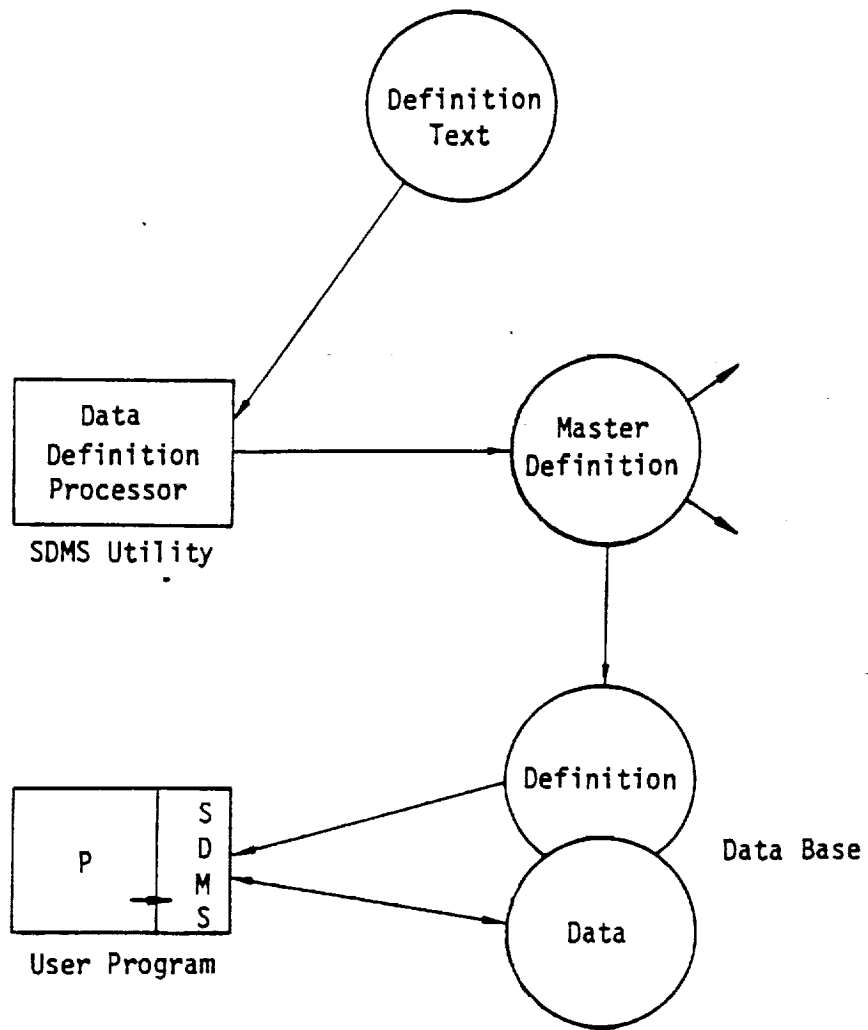 Definition
Text
Data
Definition
Processor
SDMS Utility
Master
Definition
Definition
Data Base
P
S
D
M
S
Data
User Program